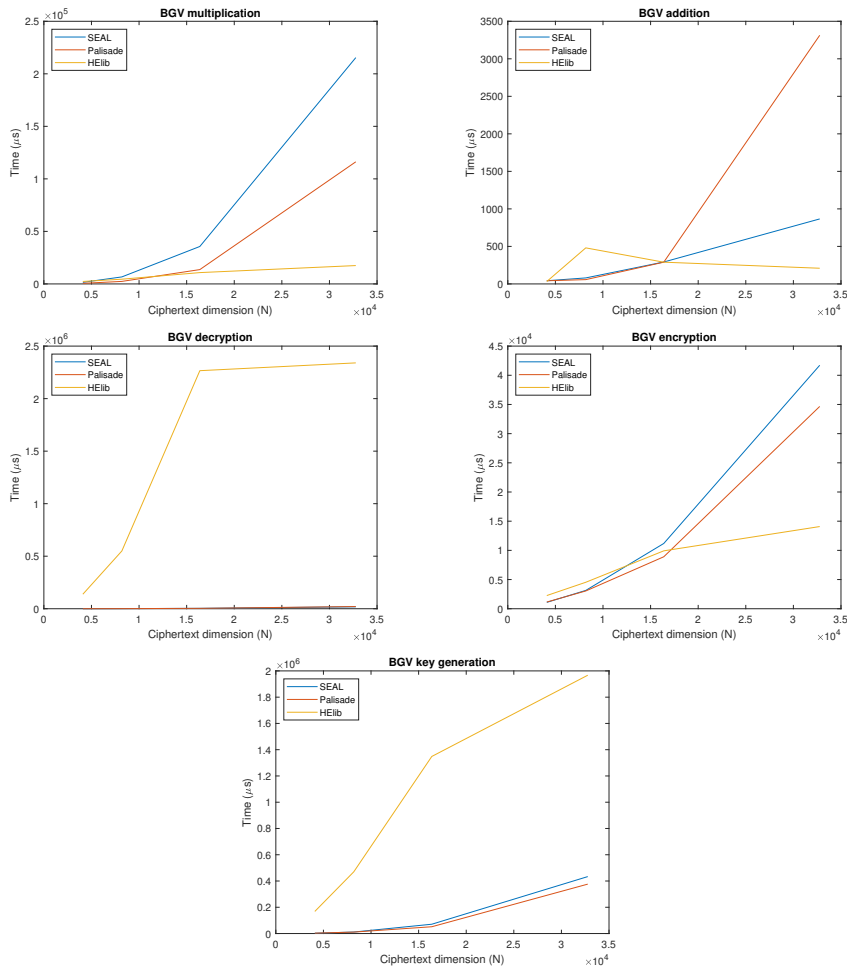 BGV multiplication
×10^5
2.5
2
1.5
1
0.5
0
Time (μs)
SEAL
Palisade
HElib
0 0.5 1 1.5 2 2.5 3 3.5
Ciphertext dimension (N)
×10^4
BGV addition
3500
3000
2500
2000
1500
1000
500
0
Time (μs)
SEAL
Palisade
HElib
0 0.5 1 1.5 2 2.5 3 3.5
Ciphertext dimension (N)
×10^4
BGV decryption
×10^6
2.5
2
1.5
1
0.5
0
Time (μs)
SEAL
Palisade
HElib
0 0.5 1 1.5 2 2.5 3 3.5
Ciphertext dimension (N)
×10^4
BGV encryption
×10^4
4.5
4
3.5
3
2.5
2
1.5
1
0.5
0
Time (μs)
SEAL
Palisade
HElib
0 0.5 1 1.5 2 2.5 3 3.5
Ciphertext dimension (N)
×10^4
BGV key generation
×10^6
2
1.8
1.6
1.4
1.2
1
0.8
0.6
0.4
0.2
0
Time (μs)
SEAL
Palisade
HElib
0 0.5 1 1.5 2 2.5 3 3.5
Ciphertext dimension (N)
×10^4